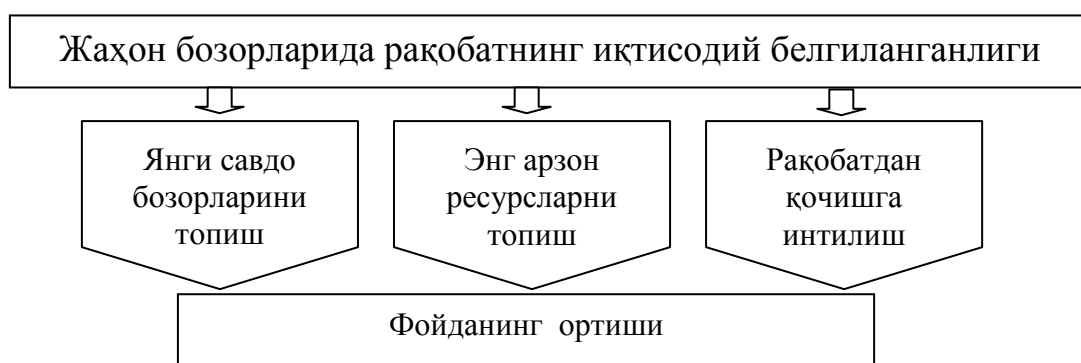 Жаҳон бозорларида рақобатнинг иқтисодий белгиланганлиги
Янги савдо
бозорларини
топиш
Энг арзон
ресурсларни
топиш
Рақобатдан
қочишга
интилиш
Фойданинг ортиши